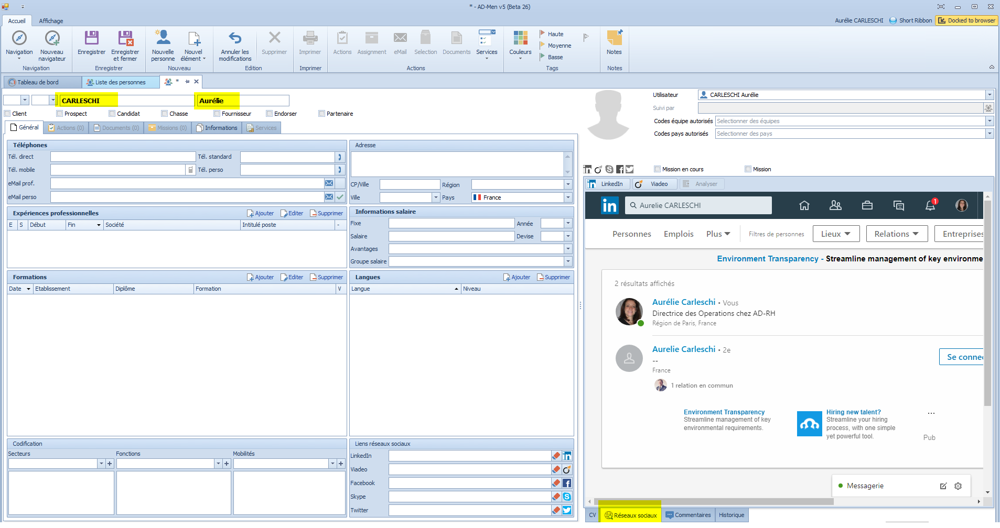 * - AD-Men v5 (Beta 26)
Accueil Affichage
Aurélie CARLESCHI Short Ribbon Docked to browser
Navigation
Nouveau navigateur
Navigation
Enregistrer
Enregistrer et fermer
Enregistrer
Nouvelle personne
Nouvel élément
Nouveau
Annuler les modifications
Supprimer
Edition
Imprimer
Imprimer
Actions Assignment eMail Selection Documents Services
Actions
Couleurs
Haute
Moyenne
Basse
Tags
Notes
Notes
Tableau de bord Liste des personnes *
CARLESCHI Aurélie
Client Prospect Candidat Chasse Fournisseur Endorser Partenaire
Général Actions (0) Documents (0) Missions (0) Informations Services
Téléphones
Tél. direct Tél. standard
Tél. mobile Tél. perso
eMail prof.
eMail perso
Adresse
CP/Ville Région
Ville Pays France
Expériences professionnelles Ajouter Editer Supprimer
E S Début Fin Société Intitulé poste -
Informations salaire
Fixe Année
Salaire Devise
Avantages
Groupe salaire
Formations Ajouter Editer Supprimer
Date Etablissement Diplôme Formation V
Langues Ajouter Supprimer
Langue Niveau
Codification
Secteurs Fonctions Mobilités
Liens réseaux sociaux
LinkedIn
Viadeo
Facebook
Skype
Twitter
Utilisateur CARLESCHI Aurélie
Suivi par
Codes équipe autorisés Selectionner des équipes
Codes pays autorisés Selectionner des pays
Mission en cours Mission
LinkedIn Viadeo Analyser
in Aurelie CARLESCHI 1
Personnes Emplois Plus Filtres de personnes Lieux Relations Entreprises
Environment Transparency - Streamline management of key environme
2 résultats affichés
Aurélie Carleschi • Vous
Directrice des Operations chez AD-RH
Région de Paris, France
Aurelie Carleschi • 2e
--
France
Se connec
1 relation en commun
Environment Transparency
Streamline management of key
environmental requirements.
Hiring new talent?
Streamline your hiring
process, with one simple
yet powerful tool.
...
Pub
Messagerie
CV Réseaux sociaux Commentaires Historique